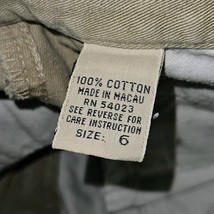 100% COTTON
MADE IN MACAU
RN 54023
SEE REVERSE FOR
CARE INSTRUCTION
SIZE: 6